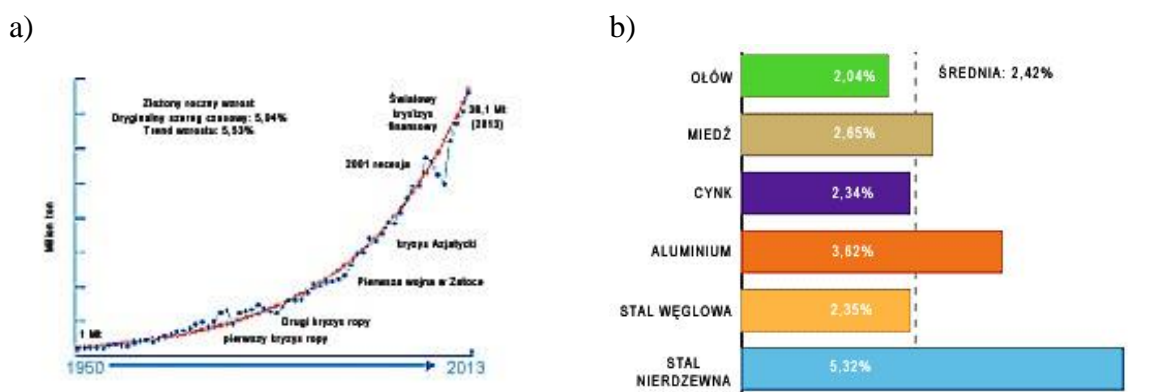 a)
b)
Złożony roczny wzrost
Oryginalny szereg czasowy: 5,84%
Trend wzrostu: 5,53%
Światowy
kryzys
finansowy
38,1 Mt
(2013)
2001 recesja
Milion ton
kryzys Azjatycki
Pierwsza wojna w Zatoce
Drugi kryzys ropy
pierwszy kryzys ropy
1 Mt
1950
2013
OŁÓW
2,04%
ŚREDNIA: 2,42%
MIEDŹ
2,65%
CYNK
2,34%
ALUMINIUM
3,62%
STAL WĘGLOWA
2,35%
STAL
NIERDZEWNA
5,32%